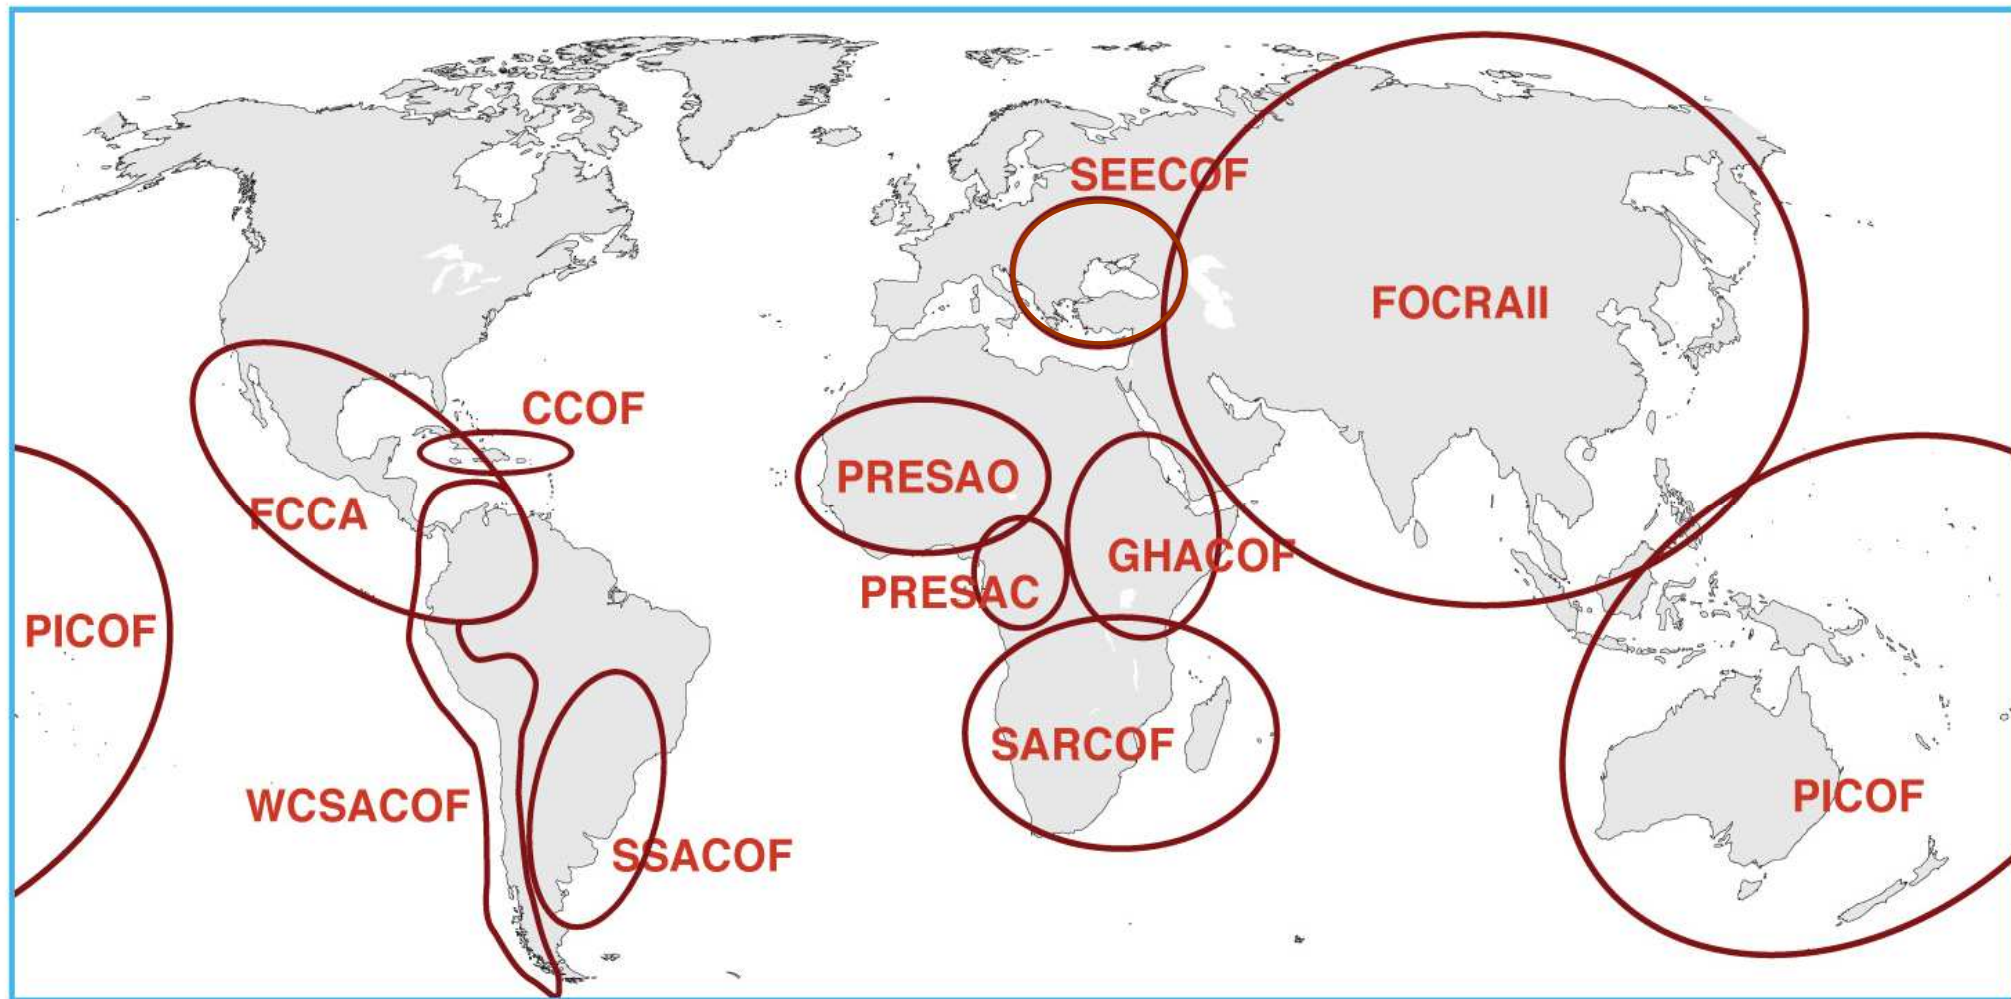 SEECOF
FOCRAII
CCOF
PRESAO
FCCA
GHACOF
PRESAC
PICOF
SARCOF
PICOF
WCSACOF
SSACOF